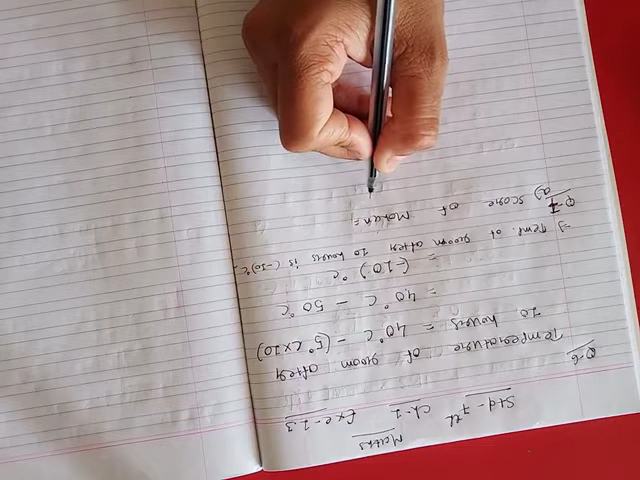 Maths
Std - 7th Ch-1 Exe-1.3
Q-6
Temperature of room after
10 hours = 40°C - (5°C×10)
= 40°C - 50°C
= (-10)°C
⇒ Temp. of room after 10 hours is (-10)°C.
Q-7
a) Score of Mohan =